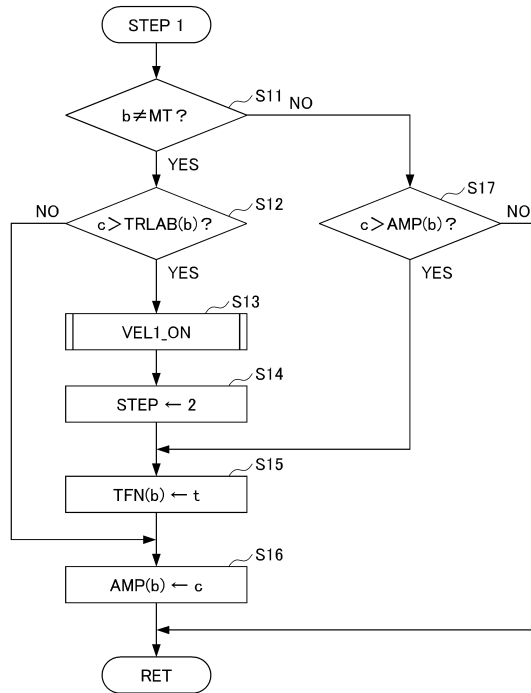 STEP 1
S11
b≠MT?
NO
YES
S12
S17
NO
c＞TRLAB(b)?
c＞AMP(b)?
NO
YES
YES
S13
VEL1_ON
S14
STEP ← 2
S15
TFN(b) ← t
S16
AMP(b) ← c
RET